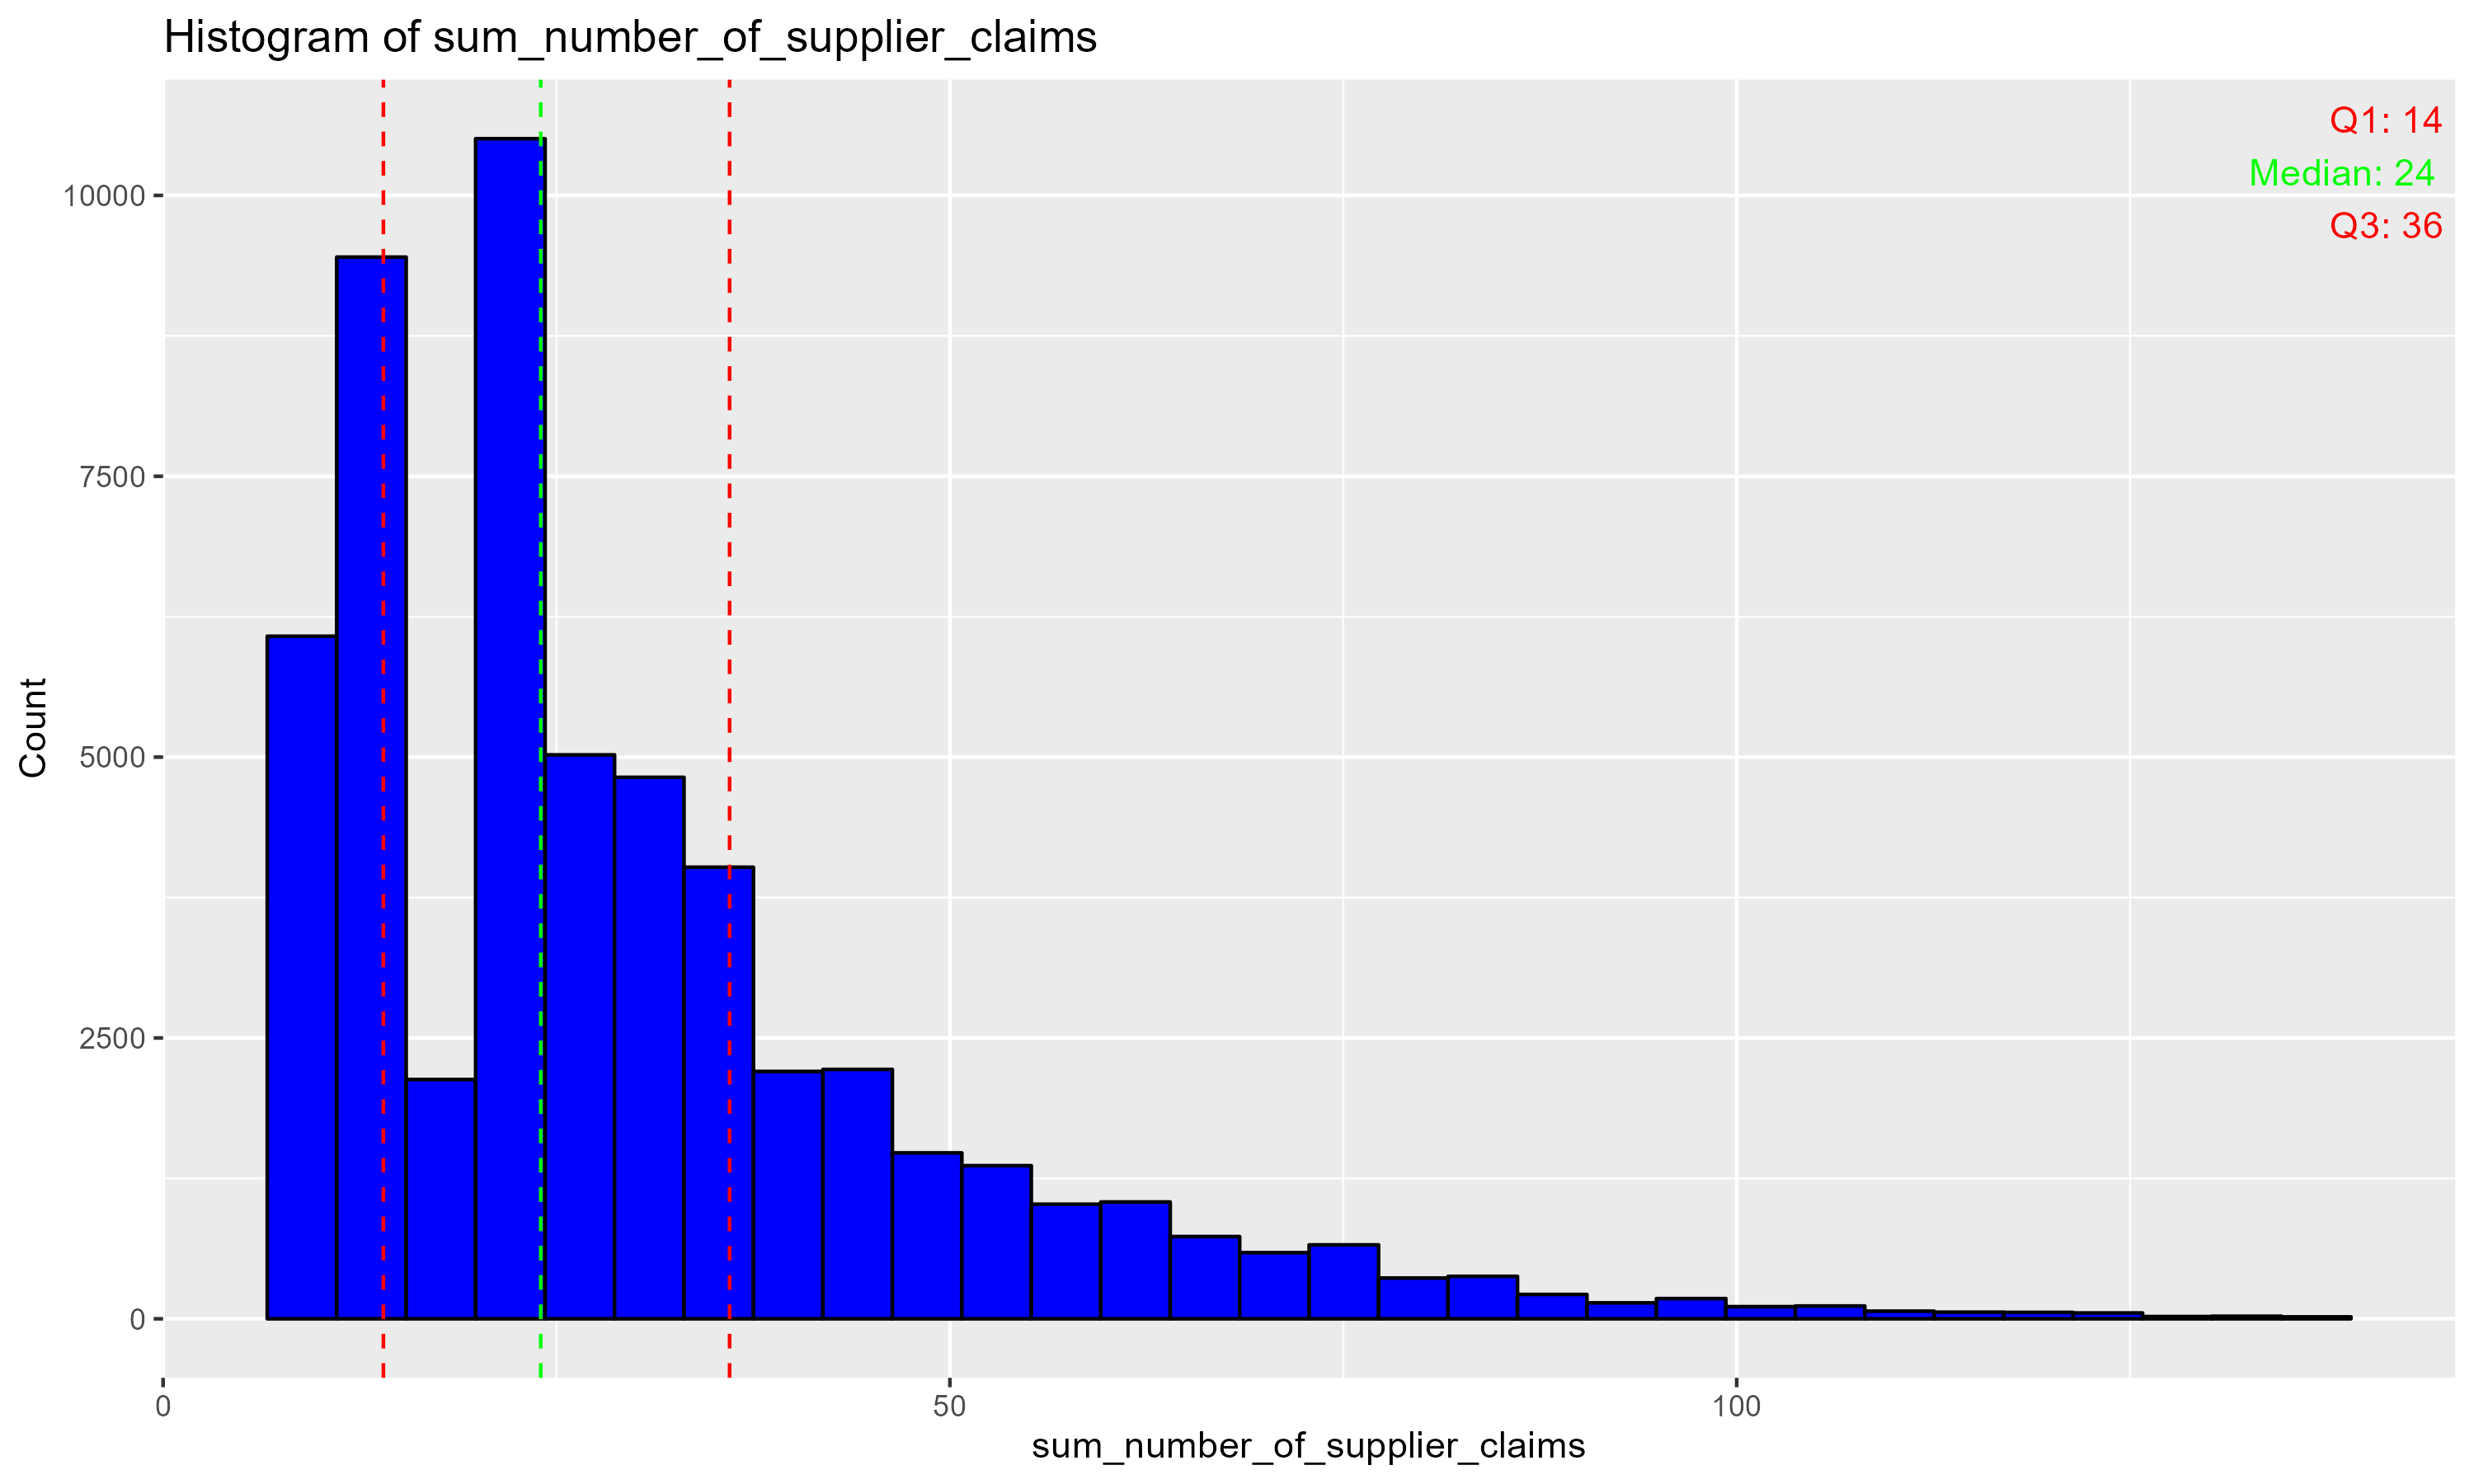 Histogram of sum_number_of_supplier_claims
Q1: 14
Median: 24
Q3: 36
10000
7500
5000
2500
0
Count
0 50 100
sum_number_of_supplier_claims